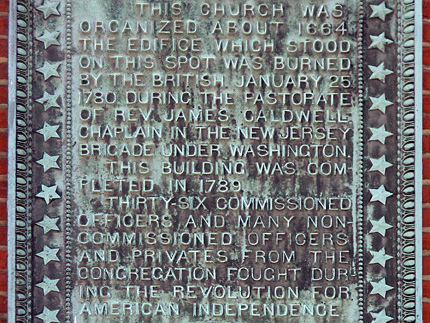 THIS CHURCH WAS
ORGANIZED ABOUT 1664.
THE EDIFICE WHICH STOOD
ON THIS SPOT WAS BURNED
BY THE BRITISH, JANUARY 25,
1780, DURING THE PASTORATE
OF REV. JAMES CALDWELL,
CHAPLAIN IN THE NEW JERSEY
BRIGADE UNDER WASHINGTON.
THIS BUILDING WAS COM-
PLETED IN 1789.
THIRTY-SIX COMMISSIONED
OFFICERS AND MANY NON-
COMMISSIONED OFFICERS
AND PRIVATES FROM THE
CONGREGATION FOUGHT DUR-
ING THE REVOLUTION FOR
AMERICAN INDEPENDENCE.